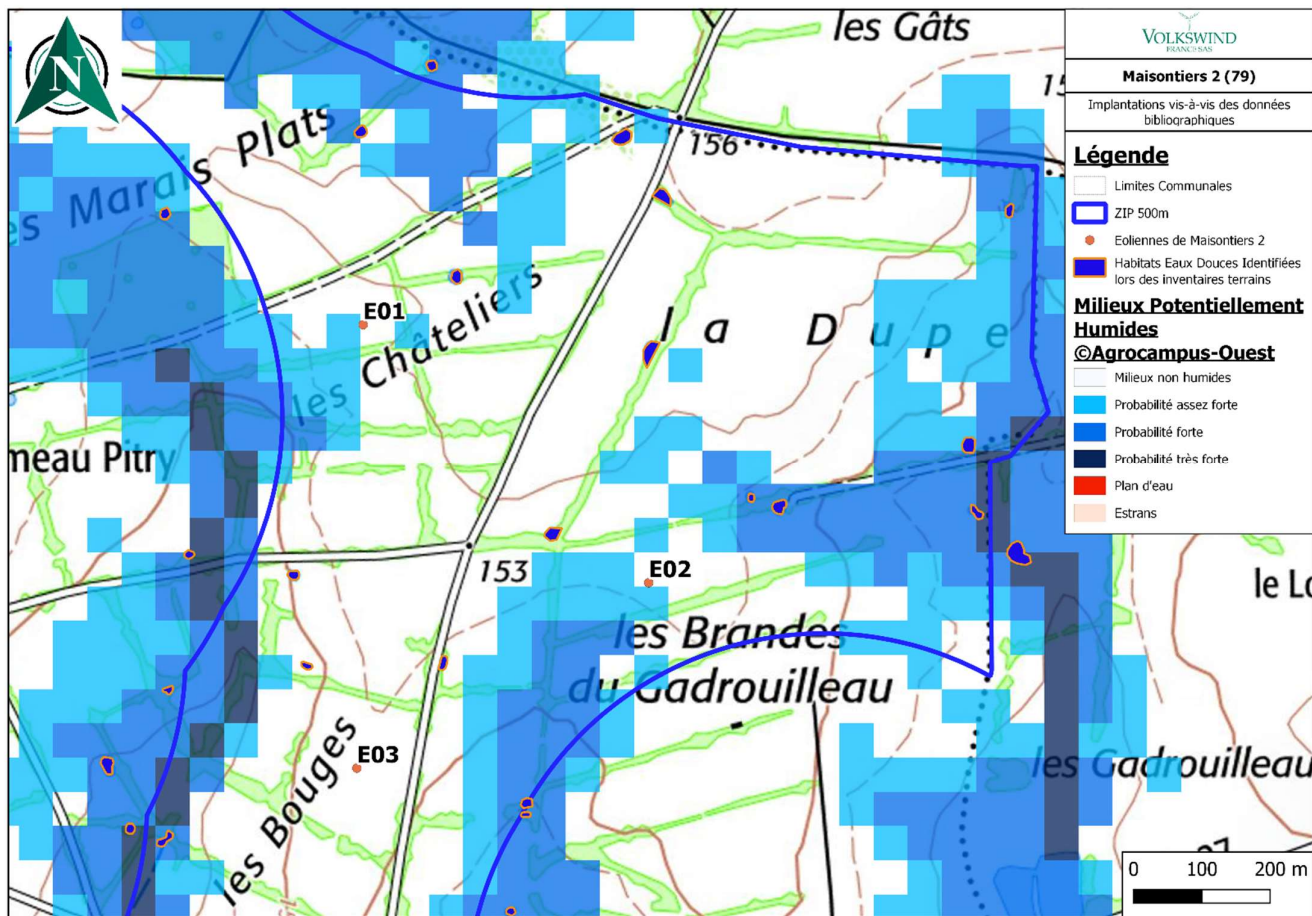 N
les Gâts
es Marais Plats
156
15
E01
les Châteliers
la Dupe
meau Pitry
153
E02
les Brandes
du Gadrouilleau
le Lo
E03
les Bouges
les Gadrouilleau
VOLKSWIND
FRANCE SAS
Maisontiers 2 (79)
Implantations vis-à-vis des données
bibliographiques
Légende
Limites Communales
ZIP 500m
Eoliennes de Maisontiers 2
Habitats Eaux Douces Identifiées
lors des inventaires terrains
Milieux Potentiellement
Humides
©Agrocampus-Ouest
Milieux non humides
Probabilité assez forte
Probabilité forte
Probabilité très forte
Plan d'eau
Estrans
0 100 200 m